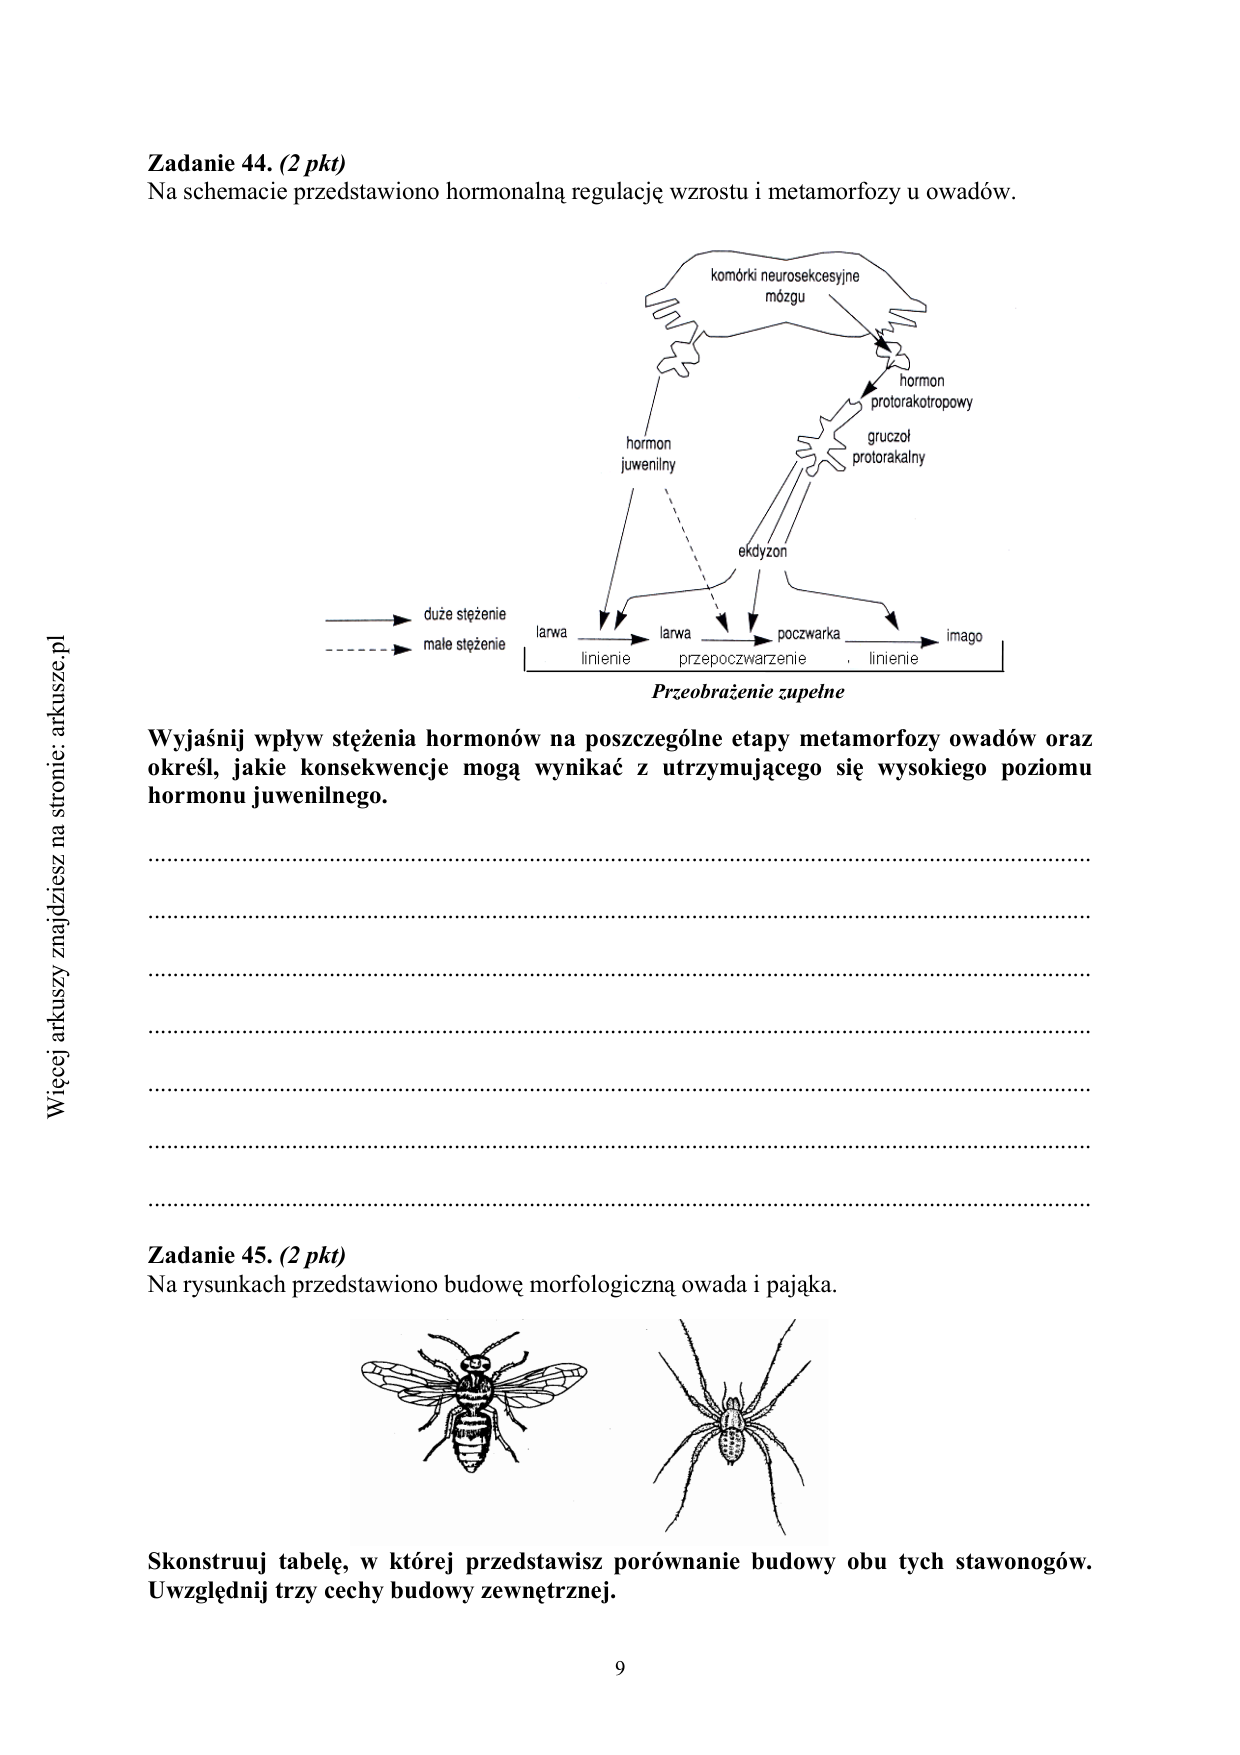 Zadanie 44. (2 pkt)
Na schemacie przedstawiono hormonalną regulację wzrostu i metamorfozy u owadów.
komórki neurosekcesyjne
mózgu
hormon
protorakotropowy
gruczoł
protorakalny
hormon
juwenilny
ekdyzon
duże stężenie
małe stężenie
larwa larwa poczwarka imago
linienie przepoczwarzenie linienie
Przeobrażenie zupełne
Wyjaśnij wpływ stężenia hormonów na poszczególne etapy metamorfozy owadów oraz
określ, jakie konsekwencje mogą wynikać z utrzymującego się wysokiego poziomu
hormonu juwenilnego.
Zadanie 45. (2 pkt)
Na rysunkach przedstawiono budowę morfologiczną owada i pająka.
Skonstruuj tabelę, w której przedstawisz porównanie budowy obu tych stawonogów.
Uwzględnij trzy cechy budowy zewnętrznej.
9
Więcej arkuszy znajdziesz na stronie: arkusze.pl